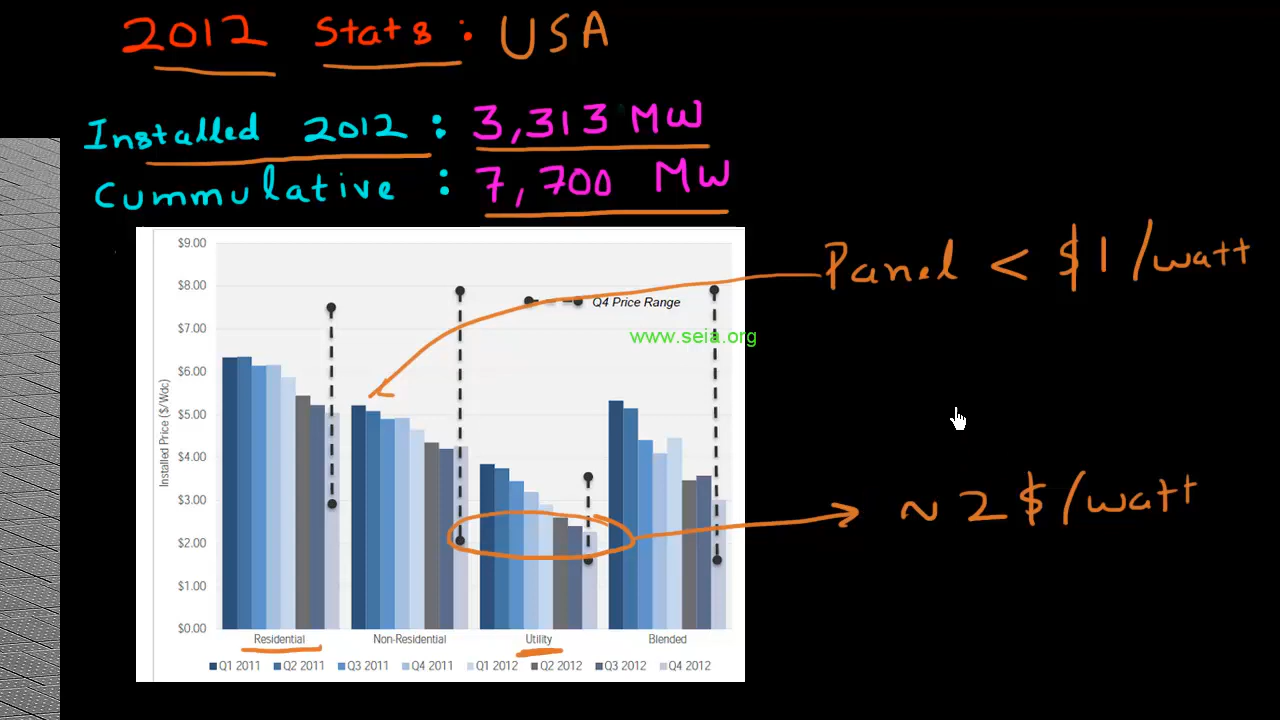 2012 Stats : USA
Installed 2012 : 3,313 MW
Cummulative : 7,700 MW
Panel < $1/watt
~ 2 $/watt
$9.00
$8.00
$7.00
$6.00
$5.00
$4.00
$3.00
$2.00
$1.00
$0.00
Installed Price ($/Wdc)
Q4 Price Range
www.seia.org
Residential Non-Residential Utility Blended
Q1 2011 Q2 2011 Q3 2011 Q4 2011 Q1 2012 Q2 2012 Q3 2012 Q4 2012